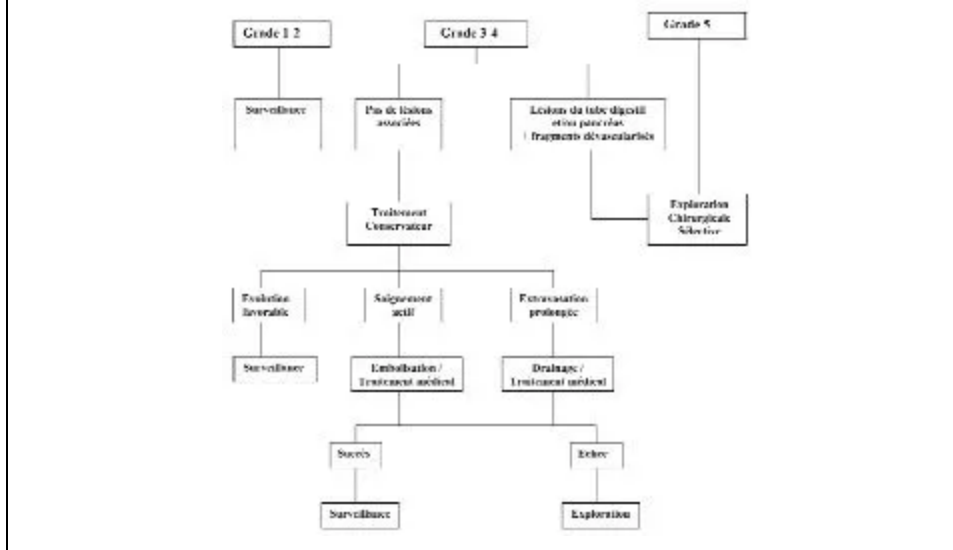 Grade 1 2
Grade 3 4
Grade 5
Surveillance
Pas de lésions
associées
Lésions du tube digestif
et/ou pancréas
+ fragments dévascularisés
Traitement
Conservateur
Exploration
Chirurgicale
Sélective
Evolution
favorable
Saignement
actif
Extravasation
prolongée
Surveillance
Embolisation /
Traitement médical
Drainage /
Traitement médical
Succès
Echec
Surveillance
Exploration